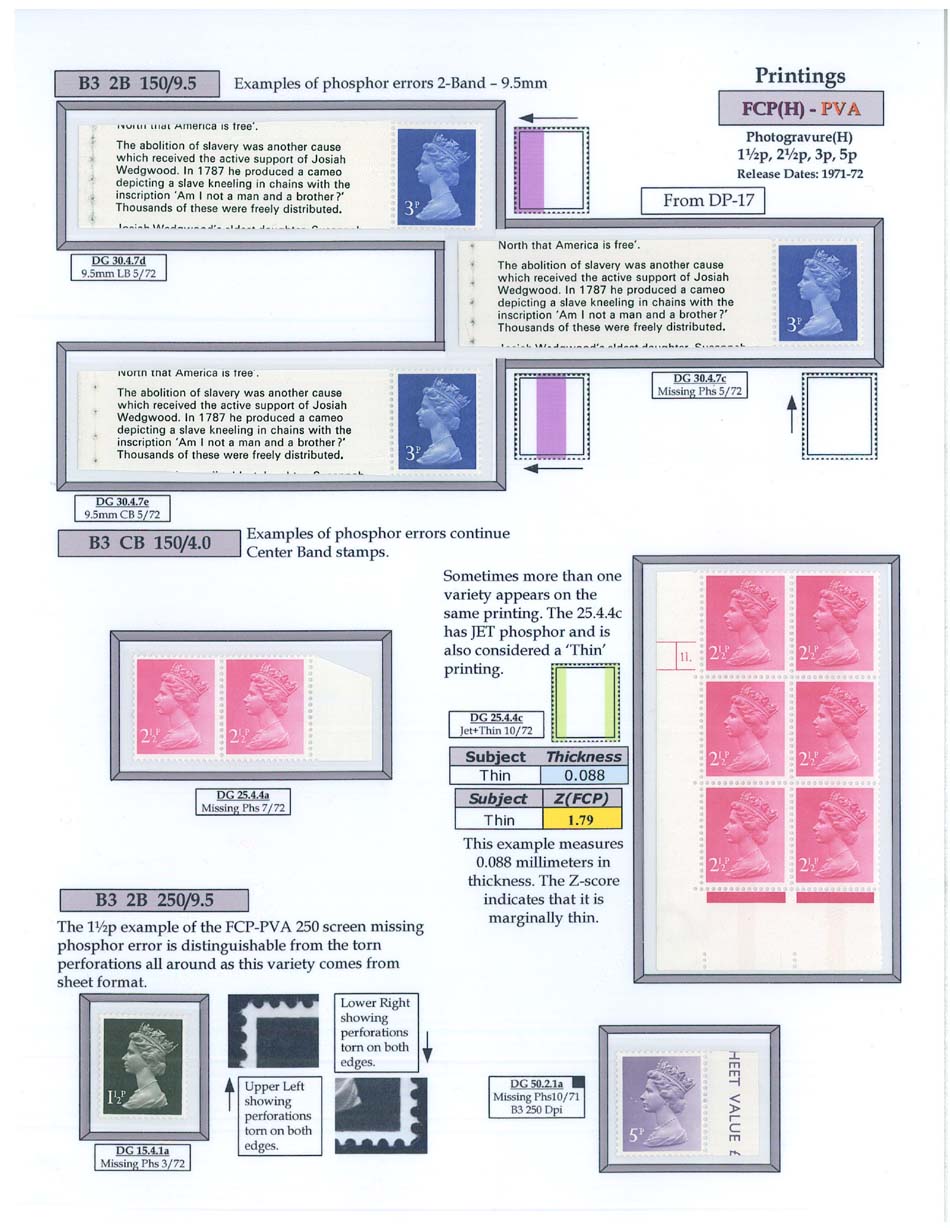 B3 2B 150/9.5
Examples of phosphor errors 2-Band – 9.5mm
Printings
FCP(H) - PVA
Photogravure(H)
1½p, 2½p, 3p, 5p
Release Dates: 1971-72
From DP-17
North that America is free'.
The abolition of slavery was another cause
which received the active support of Josiah
Wedgwood. In 1787 he produced a cameo
depicting a slave kneeling in chains with the
inscription 'Am I not a man and a brother?'
Thousands of these were freely distributed.
Josiah Wedgwood's eldest daughter, Susannah
3P
DG 30.4.7d
9.5mm LB 5/72
North that America is free'.
The abolition of slavery was another cause
which received the active support of Josiah
Wedgwood. In 1787 he produced a cameo
depicting a slave kneeling in chains with the
inscription 'Am I not a man and a brother?'
Thousands of these were freely distributed.
Josiah Wedgwood's eldest daughter, Susannah
3P
DG 30.4.7c
Missing Phs 5/72
North that America is free'.
The abolition of slavery was another cause
which received the active support of Josiah
Wedgwood. In 1787 he produced a cameo
depicting a slave kneeling in chains with the
inscription 'Am I not a man and a brother?'
Thousands of these were freely distributed.
3P
DG 30.4.7e
9.5mm CB 5/72
B3 CB 150/4.0
Examples of phosphor errors continue
Center Band stamps.
2½P
2½P
DG 25.4.4a
Missing Phs 7/72
Sometimes more than one
variety appears on the
same printing. The 25.4.4c
has JET phosphor and is
also considered a 'Thin'
printing.
DG 25.4.4c
Jet+Thin 10/72
Subject Thickness
Thin 0.088
Subject Z(FCP)
Thin 1.79
This example measures
0.088 millimeters in
thickness. The Z-score
indicates that it is
marginally thin.
11.
2½P
2½P
2½P
2½P
2½P
2½P
B3 2B 250/9.5
The 1½p example of the FCP-PVA 250 screen missing
phosphor error is distinguishable from the torn
perforations all around as this variety comes from
sheet format.
1½P
DG 15.4.1a
Missing Phs 3/72
Upper Left
showing
perforations
torn on both
edges.
Lower Right
showing
perforations
torn on both
edges.
DG 50.2.1a
Missing Phs10/71
B3 250 Dpi
5P
HEET VALUE £